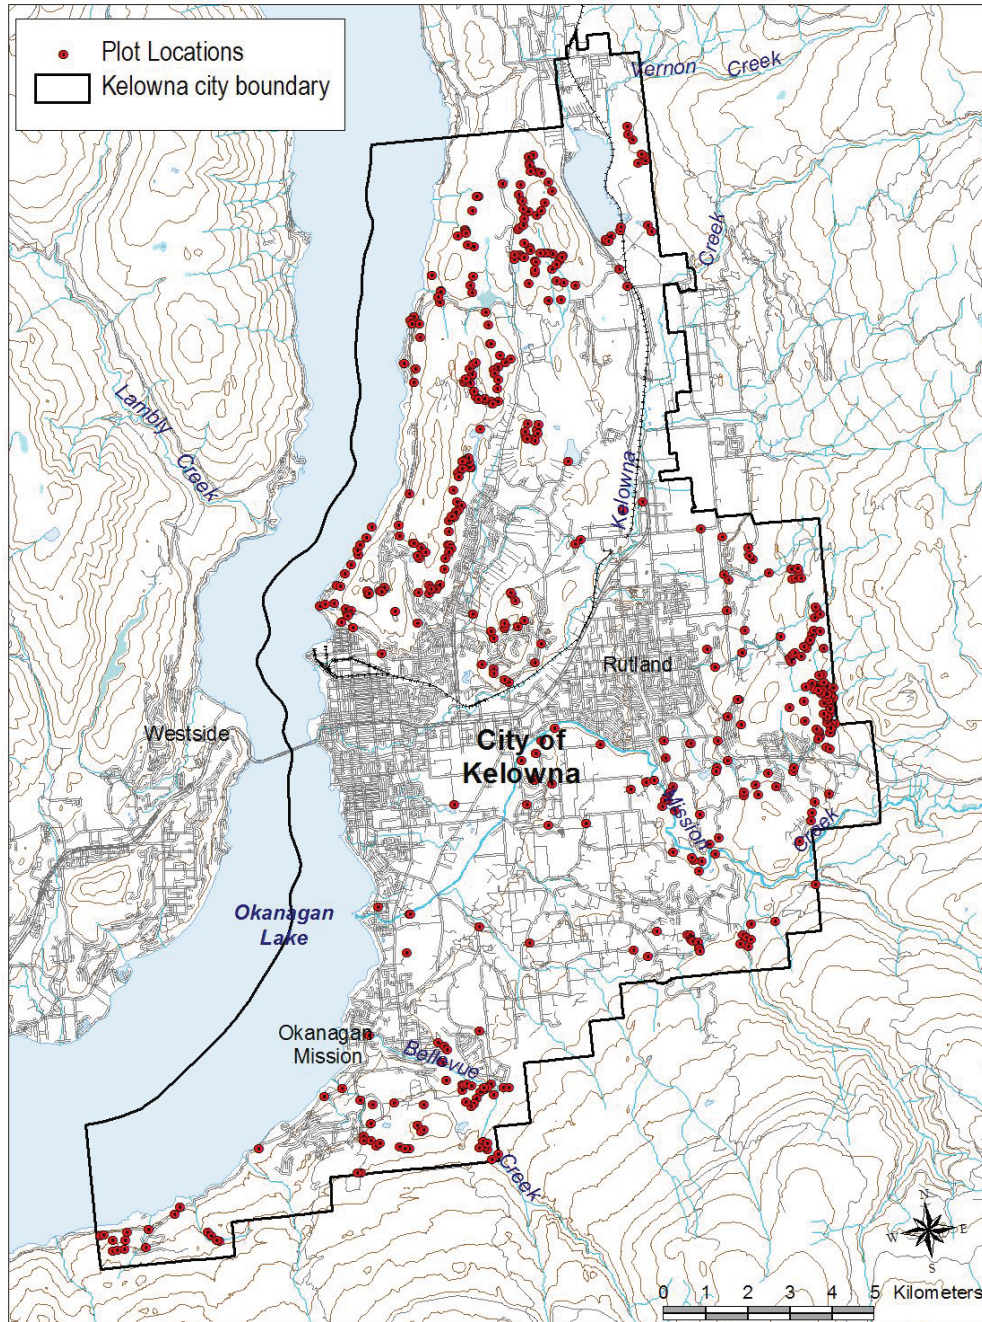 Plot Locations
Kelowna city boundary
Vernon Creek
Creek
Lambly
Creek
Kelowna
Rutland
Westside
City of
Kelowna
Mission
Creek
Okanagan
Lake
Okanagan
Mission
Bellevue
Creek
N
W E
S
0 1 2 3 4 5 Kilometers